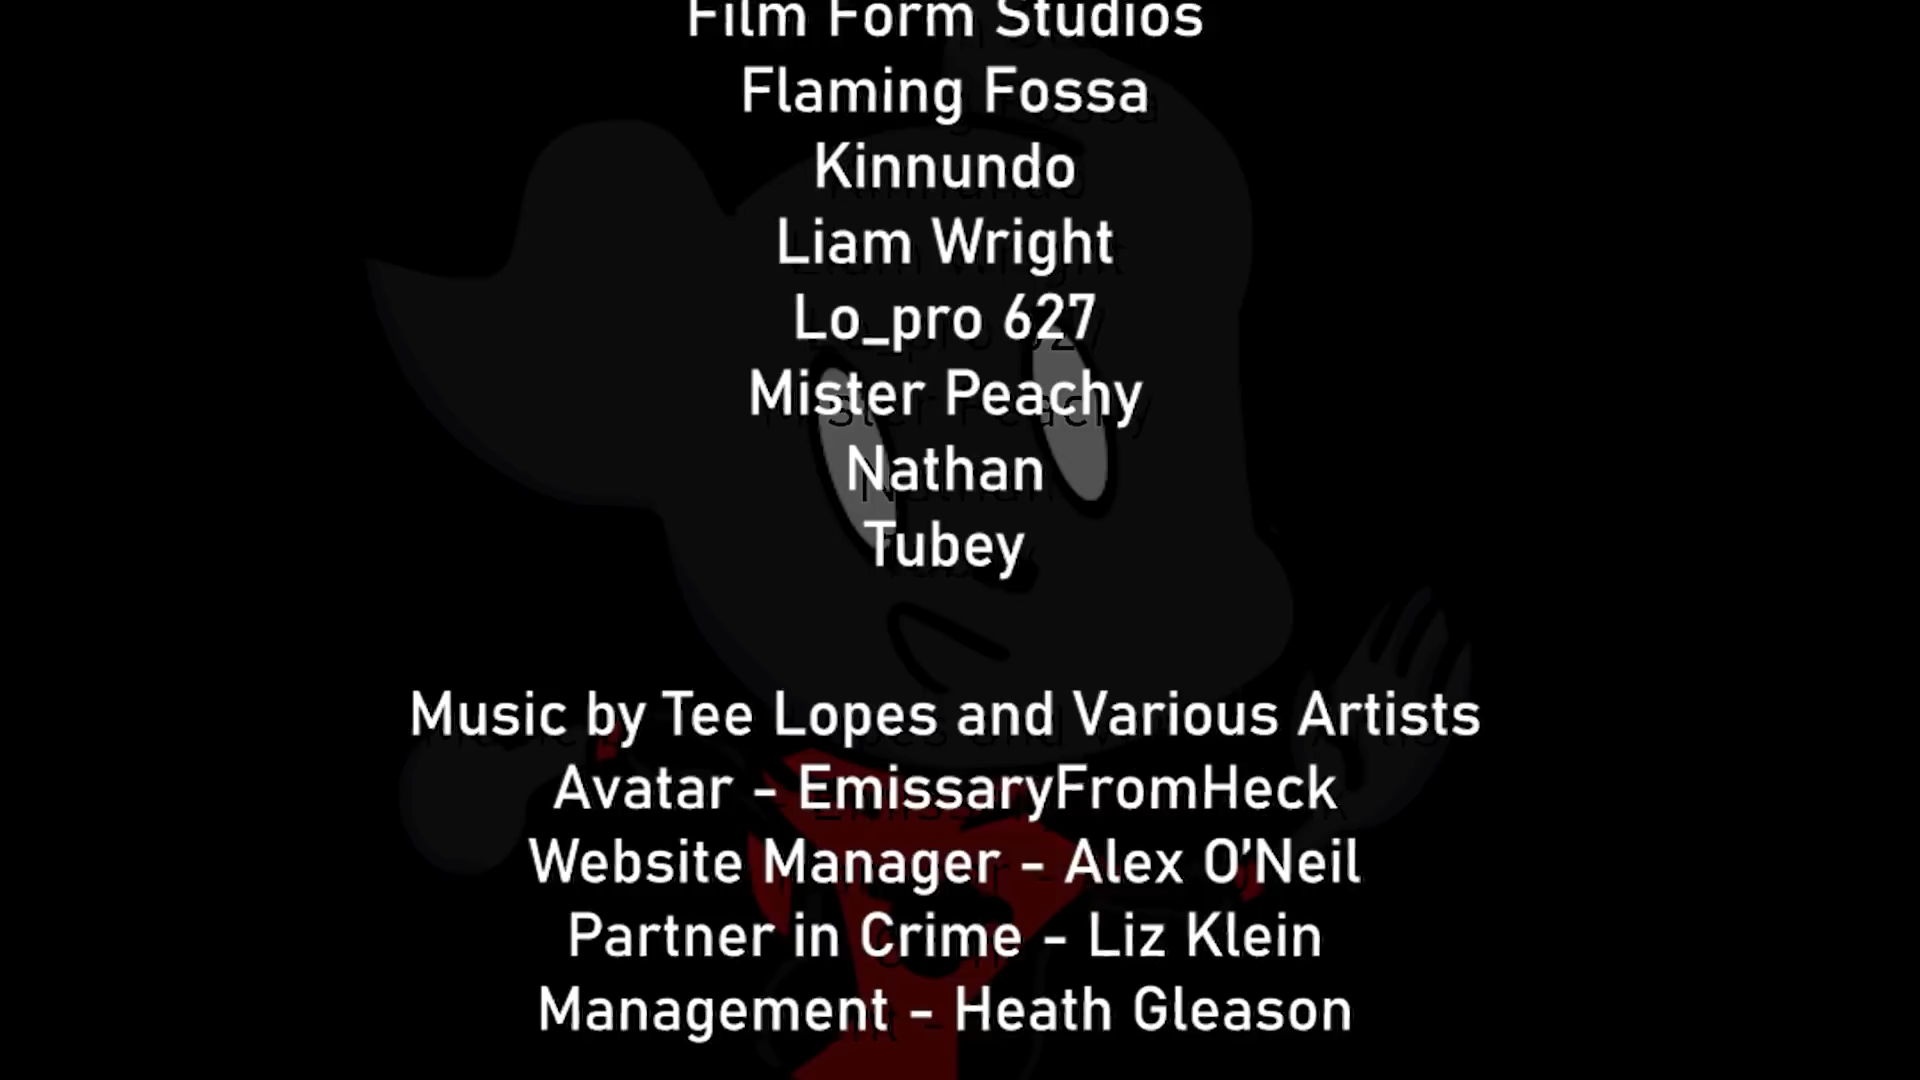 Film Form Studios
Flaming Fossa
Kinnundo
Liam Wright
Lo_pro 627
Mister Peachy
Nathan
Tubey
Music by Tee Lopes and Various Artists
Avatar - EmissaryFromHeck
Website Manager - Alex O’Neil
Partner in Crime - Liz Klein
Management - Heath Gleason